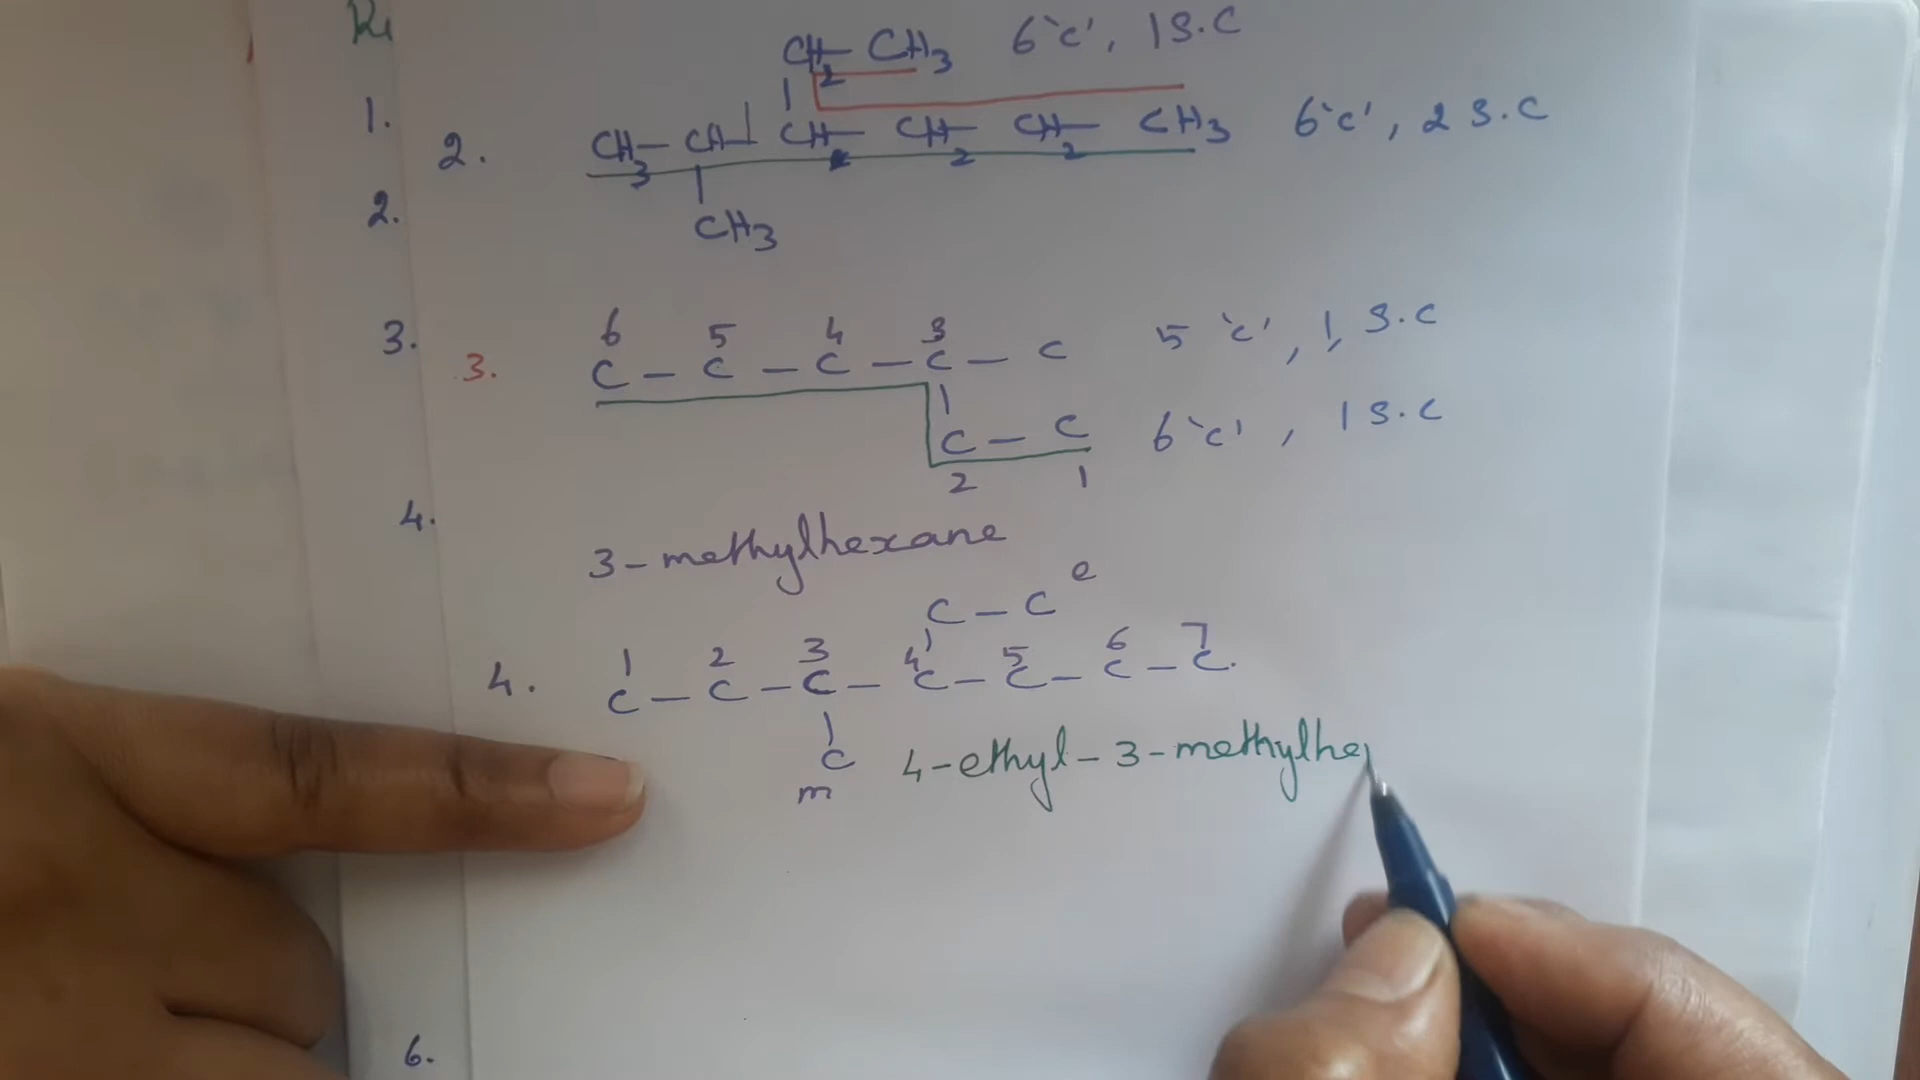 CH2 - CH3 6 'c', 1 S.C
1.
2. CH3 - CH - CH - CH2 - CH2 - CH3 6 'c', 2 S.C
2.
CH3
6 5 4 3
3.
3. C - C - C - C - C 5 'c', 1, S.C
C - C 6 'c', 1 S.C
2 1
4.
3-methylhexane
C - C e
1 2 3 4 5 6 7
4. C - C - C - C - C - C - C.
C
m
4-ethyl-3-methylhe
6.